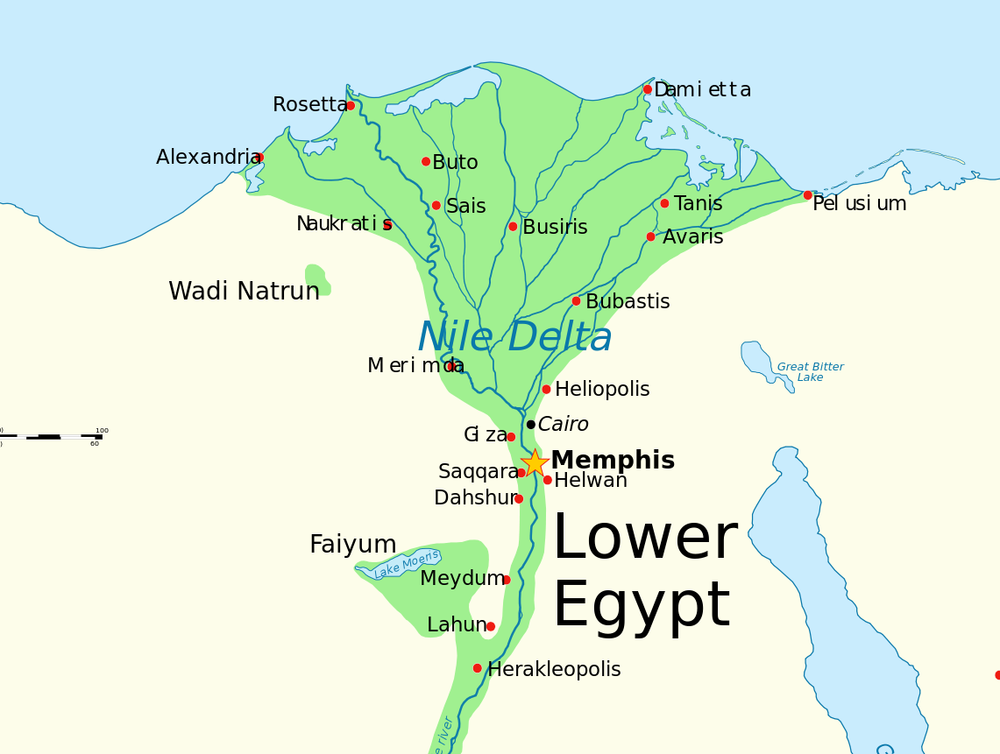 Damietta
Rosetta
Alexandria
Buto
Tanis
Pelusium
Sais
Naukratis
Busiris
Avaris
Wadi Natrun
Bubastis
Nile Delta
Merimda
Great Bitter
Lake
Heliopolis
Cairo
Giza
100
60
Memphis
Saqqara
Helwan
Dahshur
Lower
Egypt
Faiyum
Lake Moeris
Meydum
Lahun
Herakleopolis
river